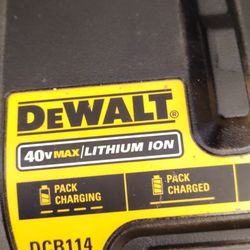 DEWALT®
40V MAX / LITHIUM ION
PACK CHARGING
PACK CHARGED
DCB114